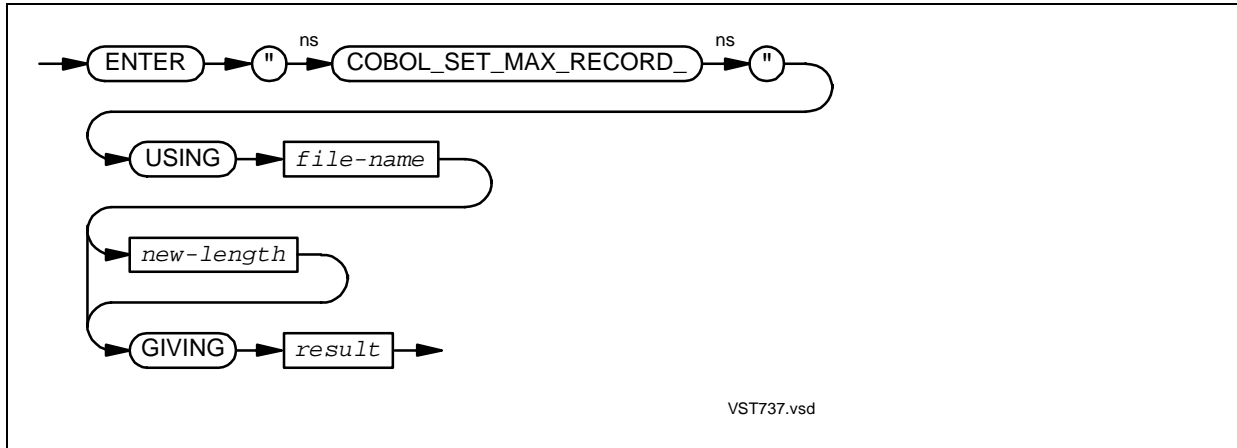 ns ns
ENTER " COBOL_SET_MAX_RECORD_ "
USING file-name
new-length
GIVING result
VST737.vsd